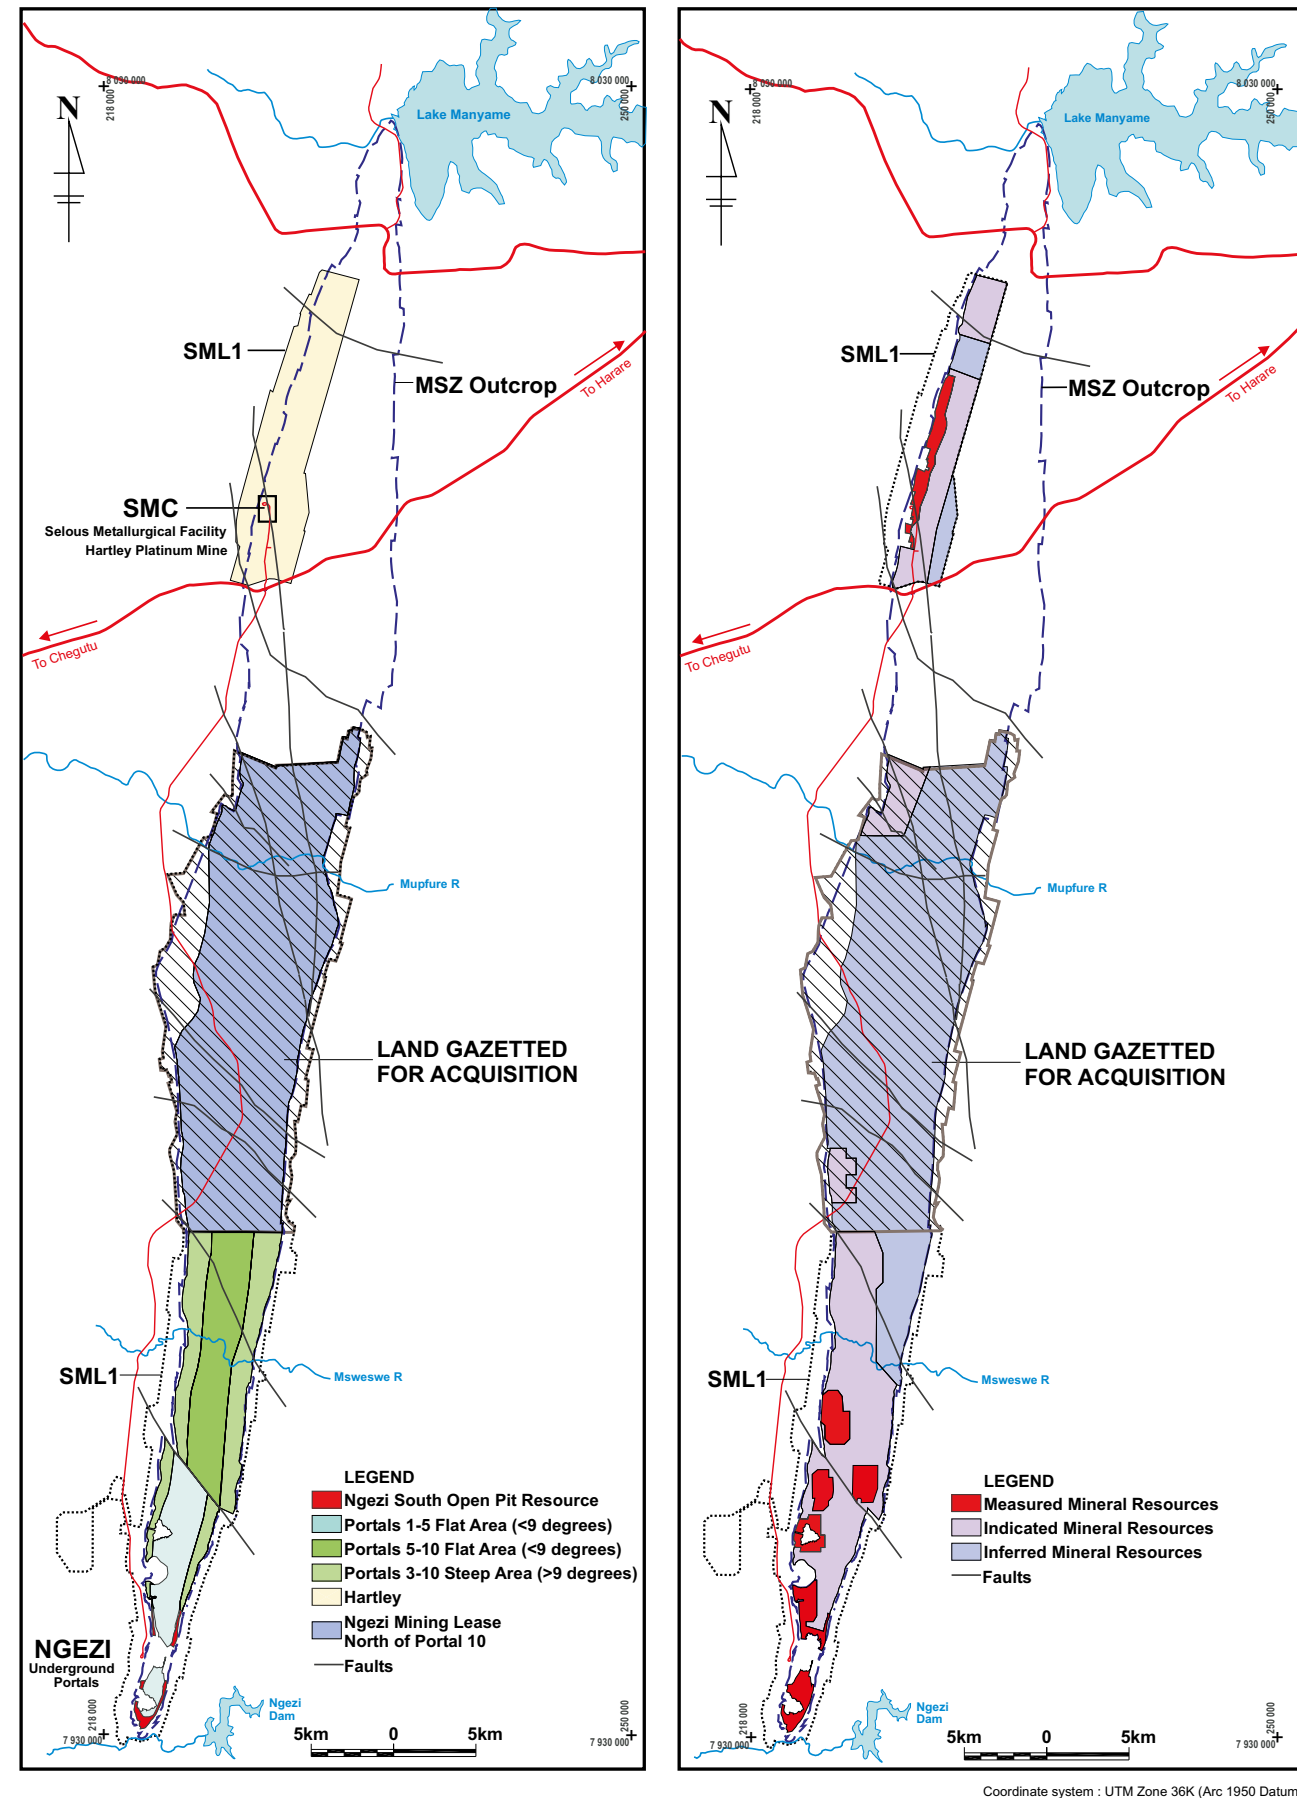 8 030 000
218 000
8 030 000
250 000
N
Lake Manyame
SML1
MSZ Outcrop
To Harare
SMC
Selous Metallurgical Facility
Hartley Platinum Mine
To Chegutu
Mupfure R
LAND GAZETTED
FOR ACQUISITION
SML1
Msweswe R
LEGEND
Ngezi South Open Pit Resource
Portals 1-5 Flat Area (<9 degrees)
Portals 5-10 Flat Area (<9 degrees)
Portals 3-10 Steep Area (>9 degrees)
Hartley
Ngezi Mining Lease
North of Portal 10
Faults
NGEZI
Underground
Portals
Ngezi
Dam
218 000
7 930 000
5km 0 5km
250 000
7 930 000
8 030 000
218 000
8 030 000
250 000
N
Lake Manyame
SML1
MSZ Outcrop
To Harare
To Chegutu
Mupfure R
LAND GAZETTED
FOR ACQUISITION
SML1
Msweswe R
LEGEND
Measured Mineral Resources
Indicated Mineral Resources
Inferred Mineral Resources
Faults
Ngezi
Dam
218 000
7 930 000
5km 0 5km
250 000
7 930 000
Coordinate system : UTM Zone 36K (Arc 1950 Datum